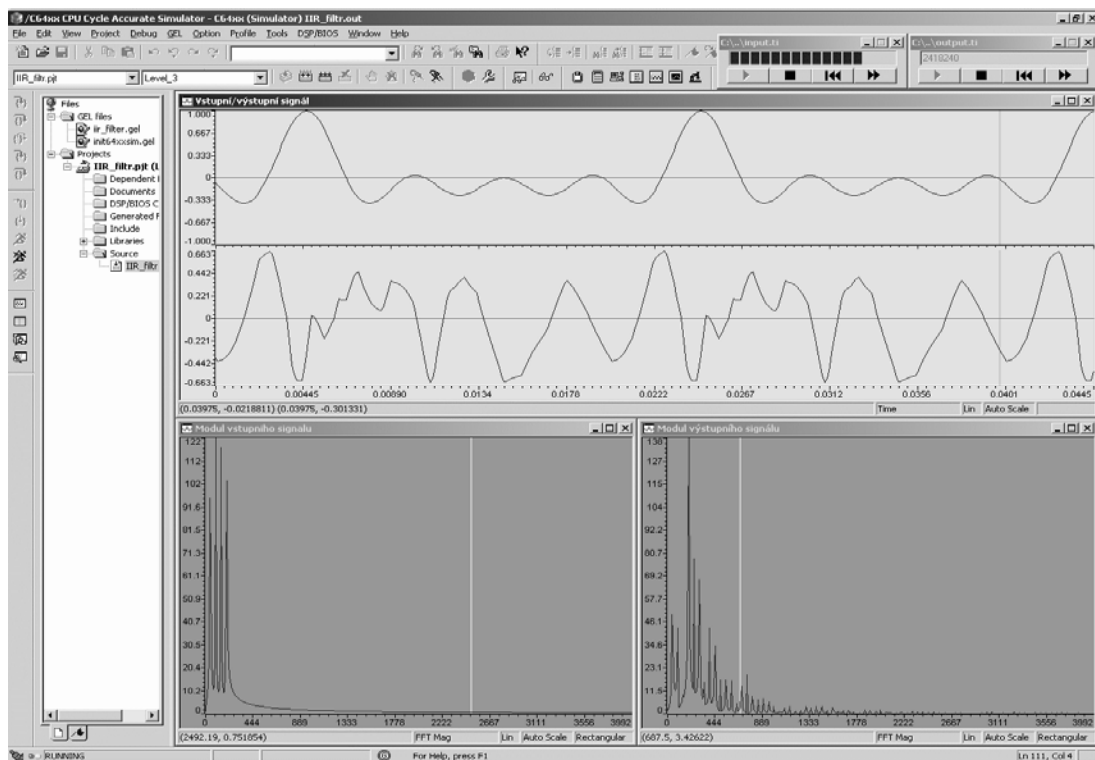 /C64xx CPU Cycle Accurate Simulator - C64xx (Simulator) IIR_filtr.out
File Edit View Project Debug GEL Option Profile Tools DSP/BIOS Window Help
C:\...\input.ti
C:\...\output.ti
2410240
IIR_filtr.pjt
Level_3
Files
GEL files
iir_filter.gel
init64xxsim.gel
Projects
IIR_filtr.pjt (L
Dependent
Documents
DSP/BIOS C
Generated F
Include
Libraries
Source
IIR_filtr
Vstupní/výstupní signál
1.000
0.667
0.333
0
-0.333
-0.667
-1.000
0.663
0.442
0.221
0
-0.221
-0.442
-0.663
0 0.00445 0.00890 0.0134 0.0178 0.0222 0.0267 0.0312 0.0356 0.0401 0.0445
(0.03975, -0.0218811) (0.03975, -0.301331)
Time Lin Auto Scale
Modul vstupního signalu
122
112
102
91.6
81.5
71.3
61.1
50.9
40.7
30.5
20.4
10.2
0
0 444 889 1333 1778 2222 2667 3111 3556 3992
(2492.19, 0.751854)
FFT Mag Lin Auto Scale Rectangular
Modul výstupního signálu
138
127
115
104
92.2
80.7
69.2
57.7
46.1
34.6
23.1
11.5
0
0 444 889 1333 1778 2222 2667 3111 3556 3992
(687.5, 3.42622)
FFT Mag Lin Auto Scale Rectangular
RUNNING
For Help, press F1
Ln 111, Col 4